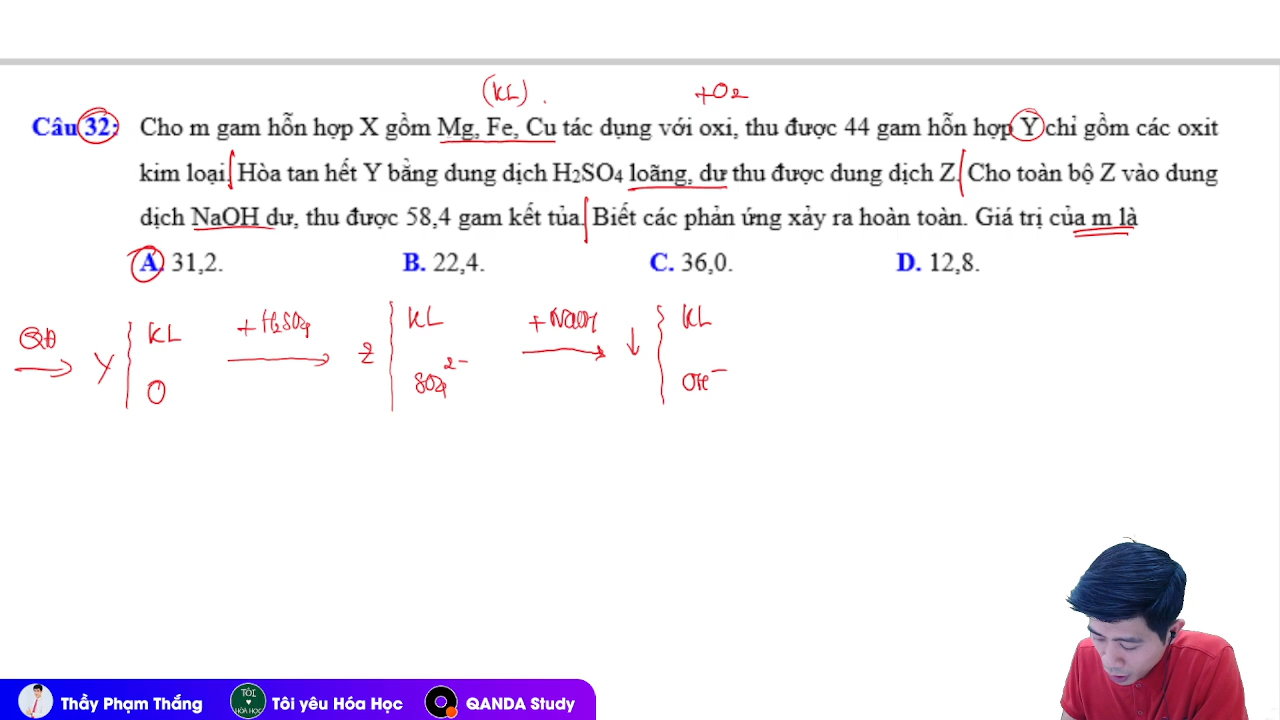 (KL) . +O2
Câu 32: Cho m gam hỗn hợp X gồm Mg, Fe, Cu tác dụng với oxi, thu được 44 gam hỗn hợp Y chỉ gồm các oxit
kim loại. Hòa tan hết Y bằng dung dịch H₂SO₄ loãng, dư thu được dung dịch Z. Cho toàn bộ Z vào dung
dịch NaOH dư, thu được 58,4 gam kết tủa. Biết các phản ứng xảy ra hoàn toàn. Giá trị của m là
A. 31,2. B. 22,4. C. 36,0. D. 12,8.
KL +H2SO4 KL +NaOH KL
Y Z ↓
O SO4²⁻ OH⁻
Thầy Phạm Thắng TÔI HÓA HỌC Tôi yêu Hóa Học QANDA Study